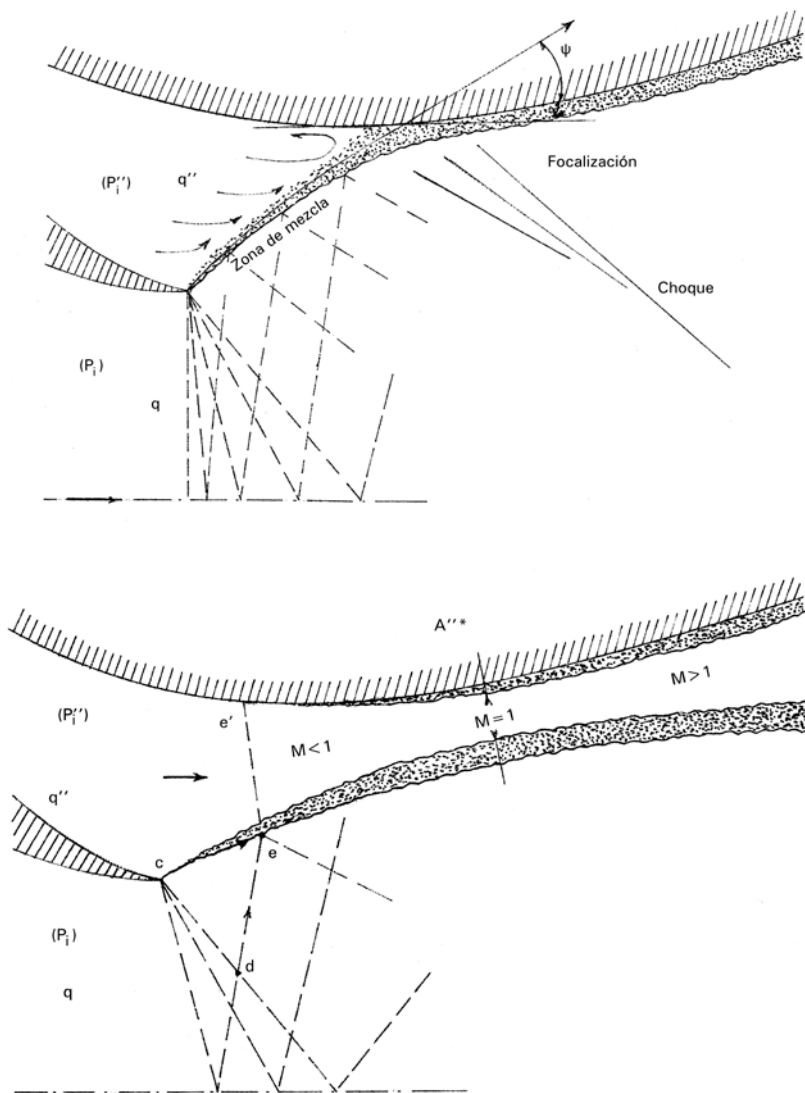 ψ
Focalización
(P''i) q''
Zona de mezcla
Choque
(Pi)
q
A''*
M > 1
(P''i)
e'
M < 1
M = 1
q''
c
e
(Pi)
d
q